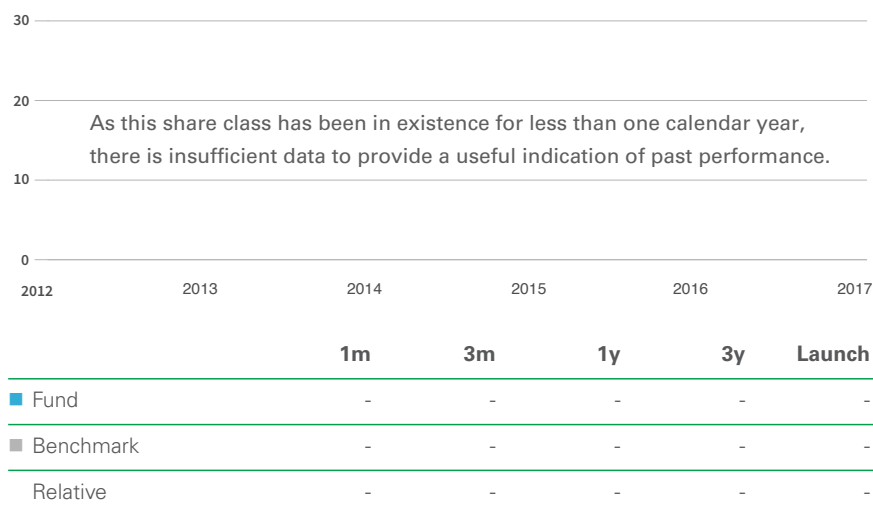 30
20
As this share class has been in existence for less than one calendar year,
there is insufficient data to provide a useful indication of past performance.
10
0
2012 2013 2014 2015 2016 2017
1m 3m 1y 3y Launch
Fund - - - - -
Benchmark - - - - -
Relative - - - - -